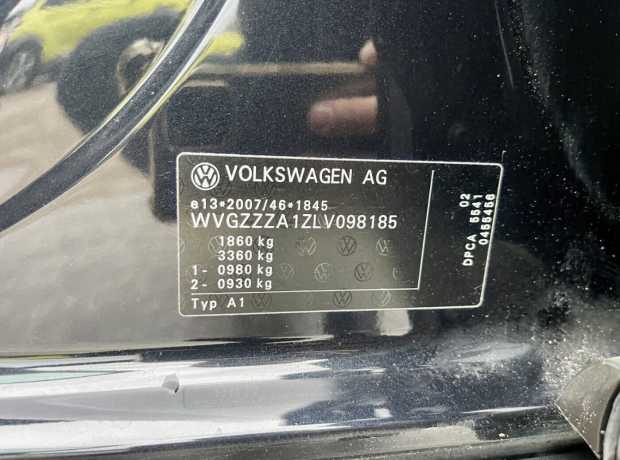 VOLKSWAGEN AG
e13*2007/46*1845
WVGZZZA1ZLV098185
1860 kg
3360 kg
1- 0980 kg
2- 0930 kg
Typ A1
02
DPCA 5541
0455456